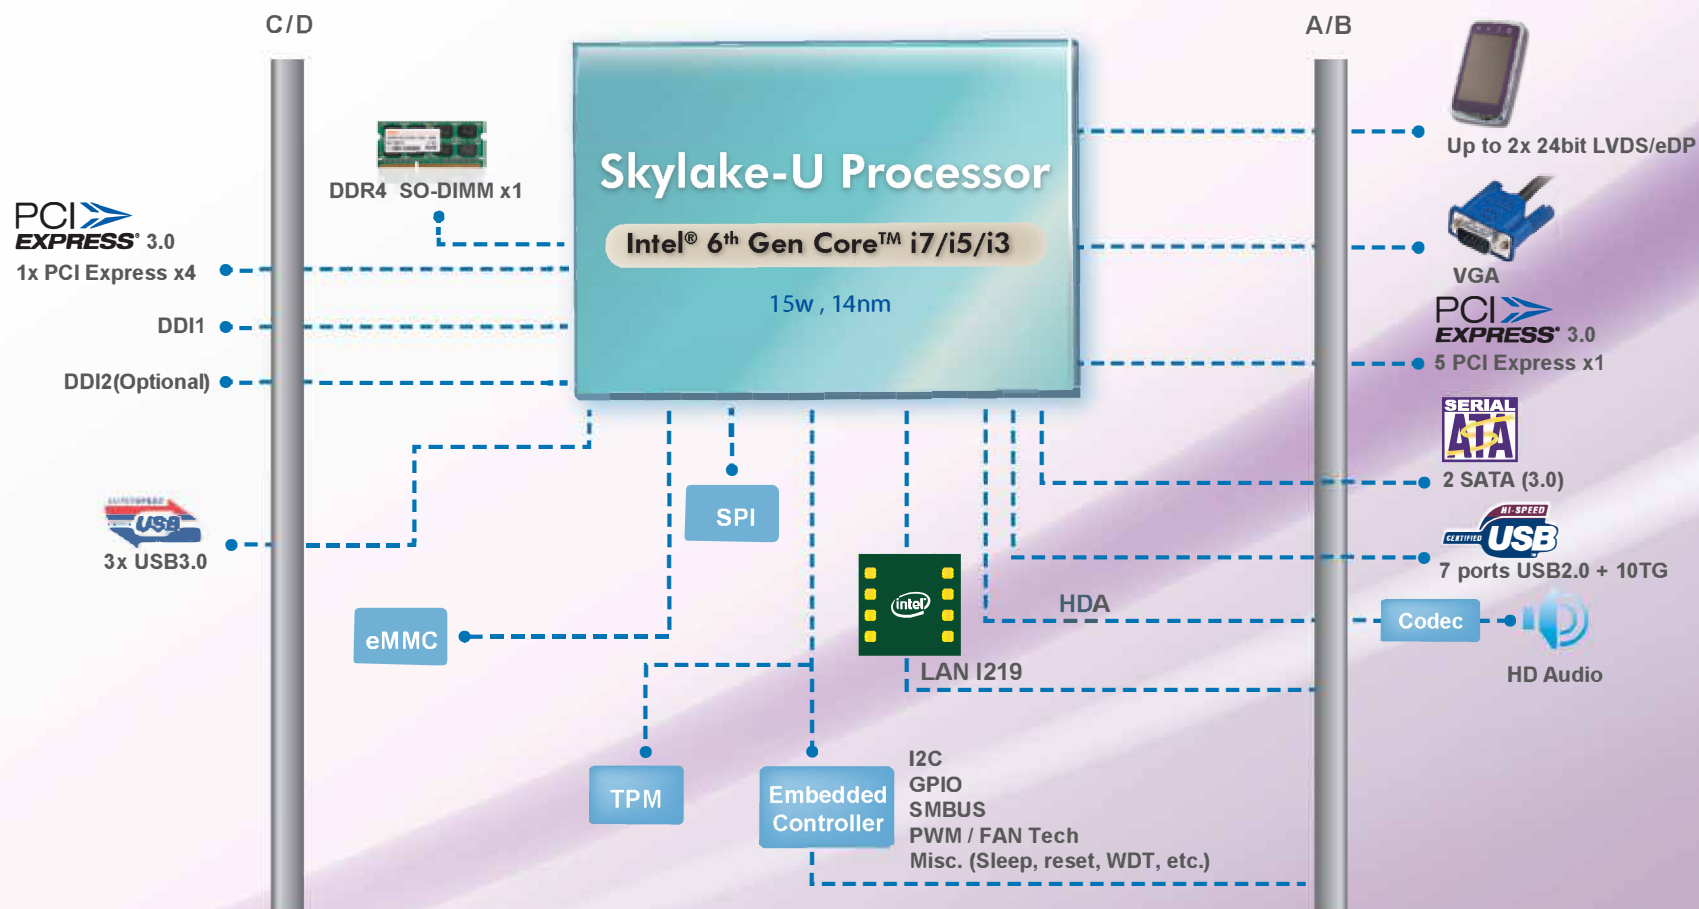 C/D
A/B
DDR4 SO-DIMM x1
PCI
EXPRESS® 3.0
1x PCI Express x4
DDI1
DDI2(Optional)
USB
3x USB3.0
Skylake-U Processor
Intel® 6th Gen Core™ i7/i5/i3
15w , 14nm
SPI
eMMC
TPM
Embedded
Controller
intel
LAN I219
HDA
I2C
GPIO
SMBUS
PWM / FAN Tech
Misc. (Sleep, reset, WDT, etc.)
Up to 2x 24bit LVDS/eDP
VGA
PCI
EXPRESS® 3.0
5 PCI Express x1
SERIAL
ATA
2 SATA (3.0)
HI-SPEED
CERTIFIED USB
7 ports USB2.0 + 10TG
Codec
HD Audio